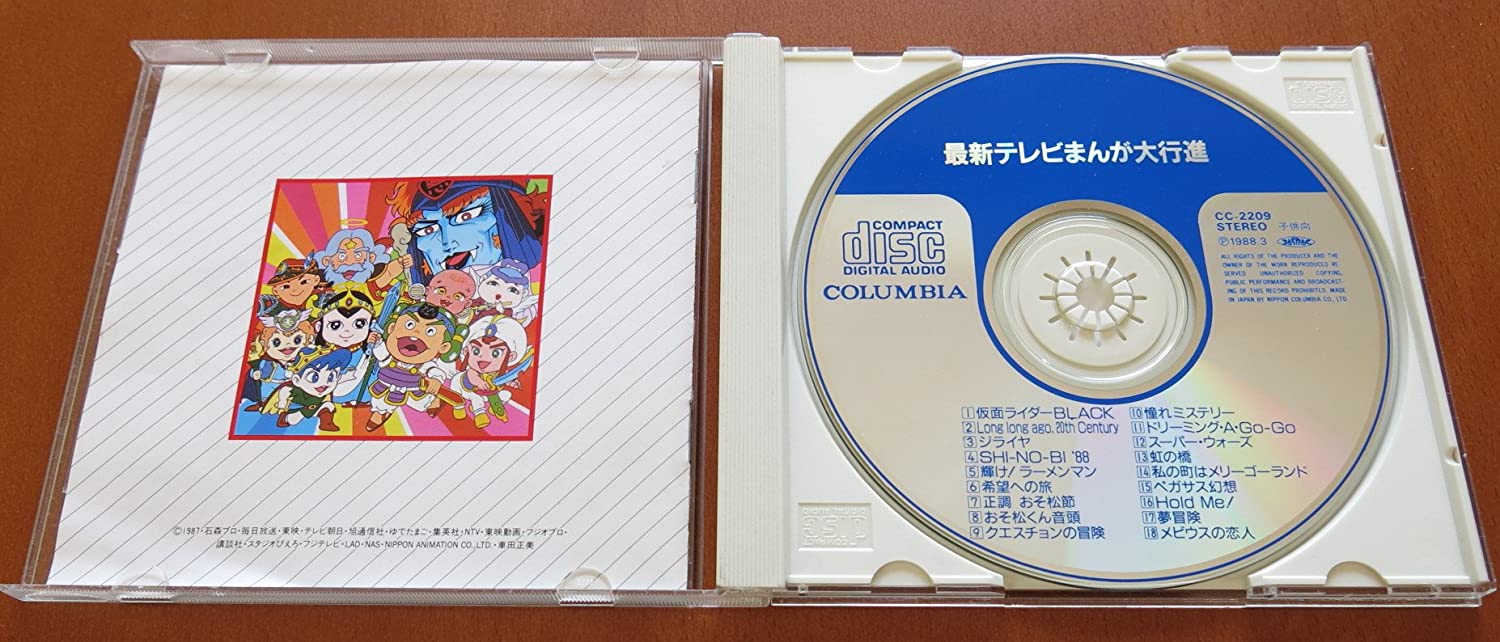 ©1987・石森プロ・毎日放送・東映・テレビ朝日・旭通信社・ゆでたまご・集英社・NTV・東映動画・フジオプロ・
講談社・スタジオぴえろ・フジテレビ・LAD・NAS・NIPPON ANIMATION CO.,LTD.・車田正美
最新テレビまんが大行進
COMPACT
disc
DIGITAL AUDIO
COLUMBIA
CC-2209
STEREO 子供向
Ⓟ1988.3
ALL RIGHTS OF THE PRODUCER AND THE
OWNER OF THE WORK REPRODUCED RE-
SERVED UNAUTHORIZED COPYING,
PUBLIC PERFORMANCE AND BROADCAST-
ING OF THIS RECORD PROHIBITED. MADE
IN JAPAN BY NIPPON COLUMBIA CO., LTD
1 仮面ライダーBLACK
2 Long long ago, 20th Century
3 ジライヤ
4 SHI-NO-BI '88
5 輝け!ラーメンマン
6 希望への旅
7 正調 おそ松節
8 おそ松くん音頭
9 クエスチョンの冒険
10 憧れミステリー
11 ドリーミング・A・Go-Go
12 スーパー・ウォーズ
13 虹の橋
14 私の町はメリーゴーランド
15 ペガサス幻想
16 Hold Me!
17 夢冒険
18 メビウスの恋人
COMPACT
disc
DIGITAL AUDIO